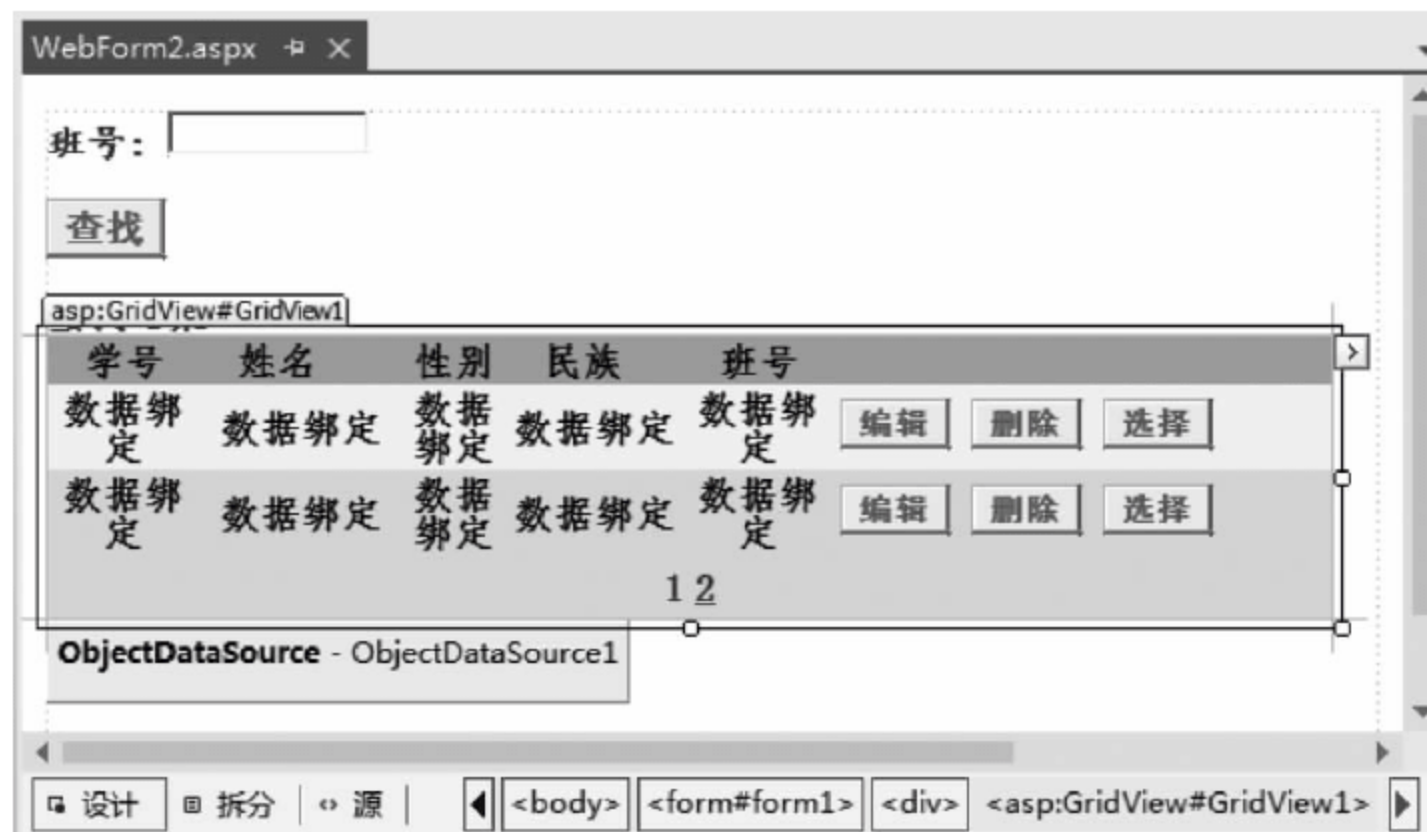 WebForm2.aspx
班号:
查找
asp:GridView#GridView1
学号 姓名 性别 民族 班号
数据绑定 数据绑定 数据绑定 数据绑定 数据绑定 编辑 删除 选择
数据绑定 数据绑定 数据绑定 数据绑定 数据绑定 编辑 删除 选择
1 2
ObjectDataSource - ObjectDataSource1
设计 拆分 源 <body> <form#form1> <div> <asp:GridView#GridView1>